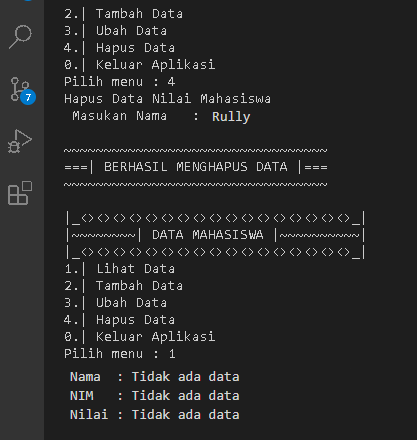 2.| Tambah Data
3.| Ubah Data
4.| Hapus Data
0.| Keluar Aplikasi
Pilih menu : 4
Hapus Data Nilai Mahasiswa
Masukan Nama : Rully
~~~~~~~~~~~~~~~~~~~~~~~~~~~~~~~~~
===| BERHASIL MENGHAPUS DATA |===
~~~~~~~~~~~~~~~~~~~~~~~~~~~~~~~~~
|_<><><><><><><><><><><><><><><><><>_|
|~~~~~~~~| DATA MAHASISWA |~~~~~~~~~~|
|_<><><><><><><><><><><><><><><><><>_|
1.| Lihat Data
2.| Tambah Data
3.| Ubah Data
4.| Hapus Data
0.| Keluar Aplikasi
Pilih menu : 1
Nama : Tidak ada data
NIM : Tidak ada data
Nilai : Tidak ada data
7